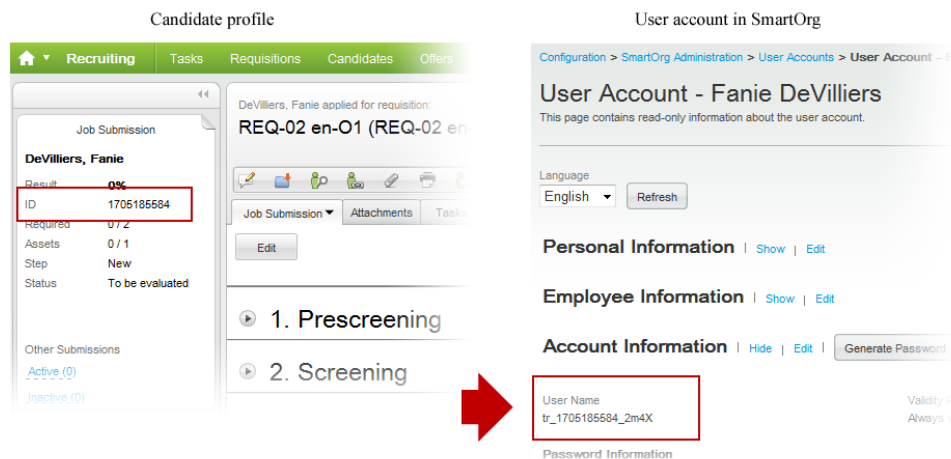 Candidate profile
User account in SmartOrg
Recruiting Tasks Requisitions Candidates Offers
Job Submission
DeVilliers, Fanie
Result 0%
ID 1705185584
Required 0 / 2
Assets 0 / 1
Step New
Status To be evaluated
Other Submissions
Active (0)
Inactive (0)
DeVilliers, Fanie applied for requisition:
REQ-02 en-O1 (REQ-02 en
Job Submission Attachments Tasks
Edit
1. Prescreening
2. Screening
Configuration > SmartOrg Administration > User Accounts > User Account – F
User Account - Fanie DeVilliers
This page contains read-only information about the user account.
Language
English Refresh
Personal Information | Show | Edit
Employee Information | Show | Edit
Account Information | Hide | Edit | Generate Password
User Name
tr_1705185584_2m4X
Validity
Always
Password Information